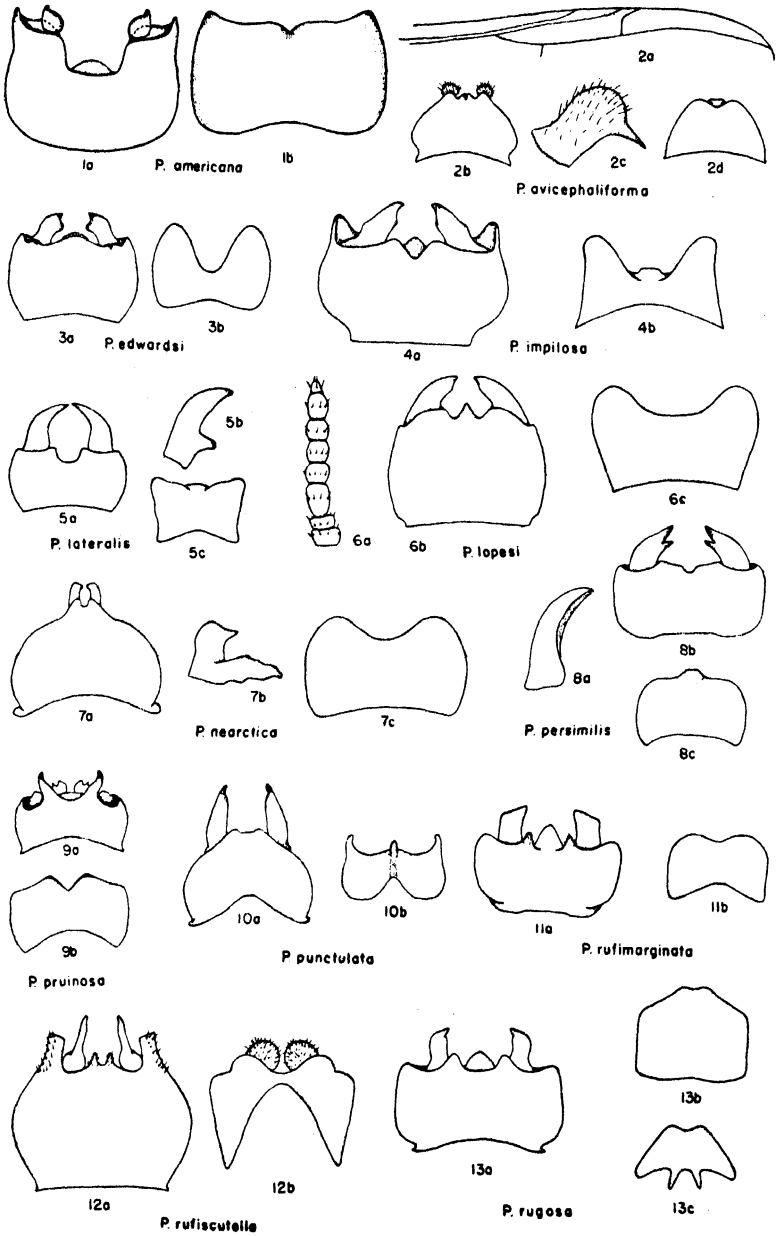 2a
1a
P. americana
1b
2b
2c
2d
P. avicephaliforma
3a
P. edwardsi
3b
4a
P. impilosa
4b
5b
5a
P. lateralis
5c
6a
6b
P. lopesi
6c
8b
7a
7b
P. nearctica
7c
8a
P. persimilis
8c
9a
10a
10b
11a
11b
9b
P. punctulata
P. rufimarginata
P. pruinosa
13b
12a
12b
13a
13c
P. rufiscutella
P. rugosa